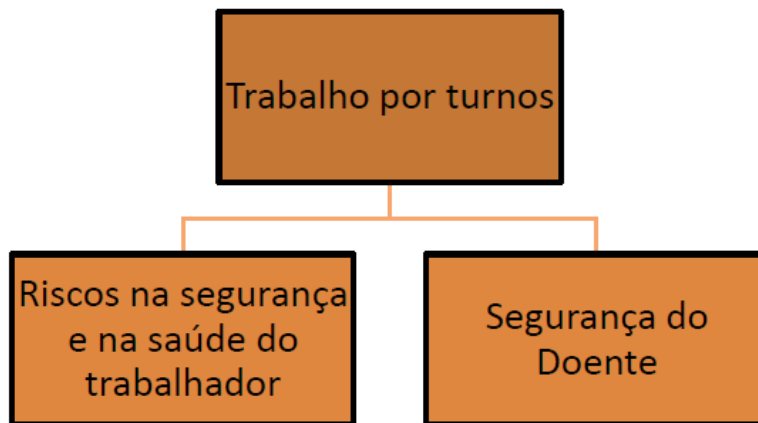 Trabalho por turnos
Riscos na segurança
e na saúde do
trabalhador
Segurança do
Doente